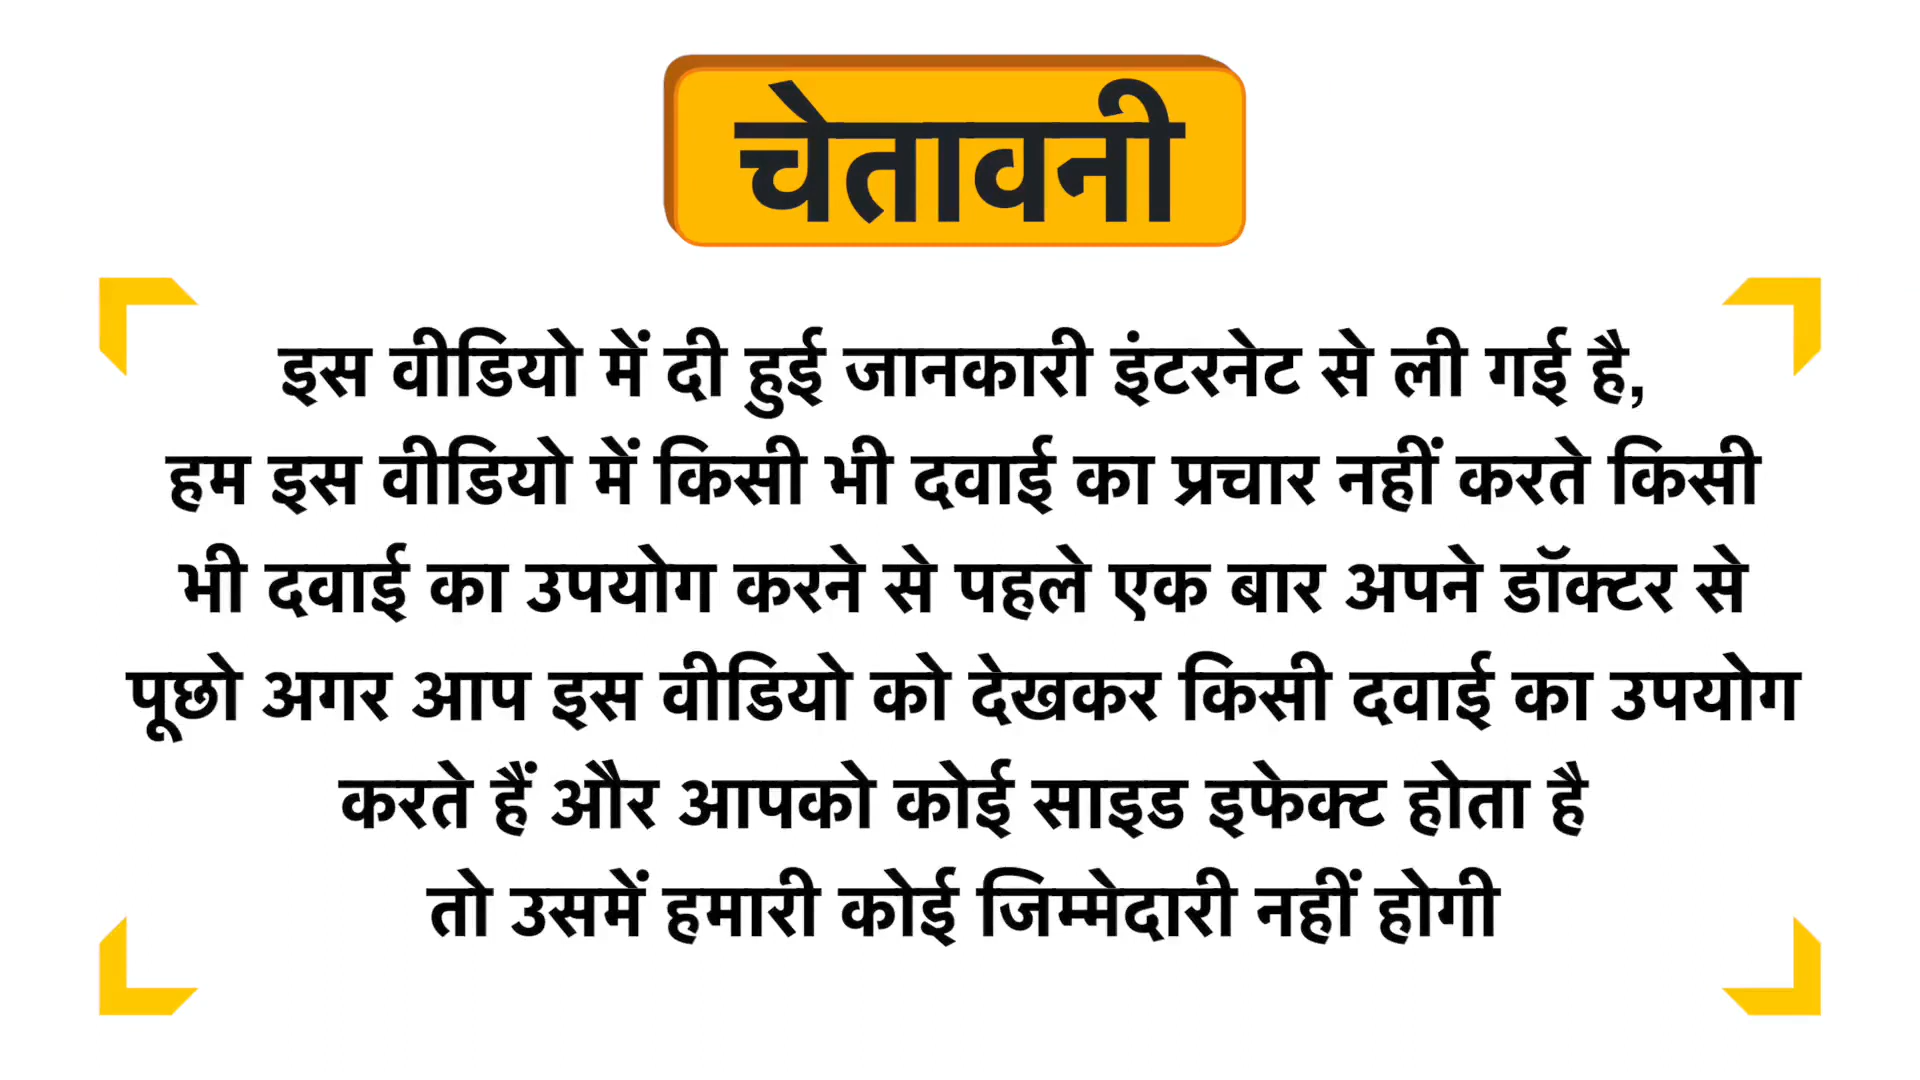 चेतावनी
इस वीडियो में दी हुई जानकारी इंटरनेट से ली गई है,
हम इस वीडियो में किसी भी दवाई का प्रचार नहीं करते किसी
भी दवाई का उपयोग करने से पहले एक बार अपने डॉक्टर से
पूछो अगर आप इस वीडियो को देखकर किसी दवाई का उपयोग
करते हैं और आपको कोई साइड इफेक्ट होता है
तो उसमें हमारी कोई जिम्मेदारी नहीं होगी